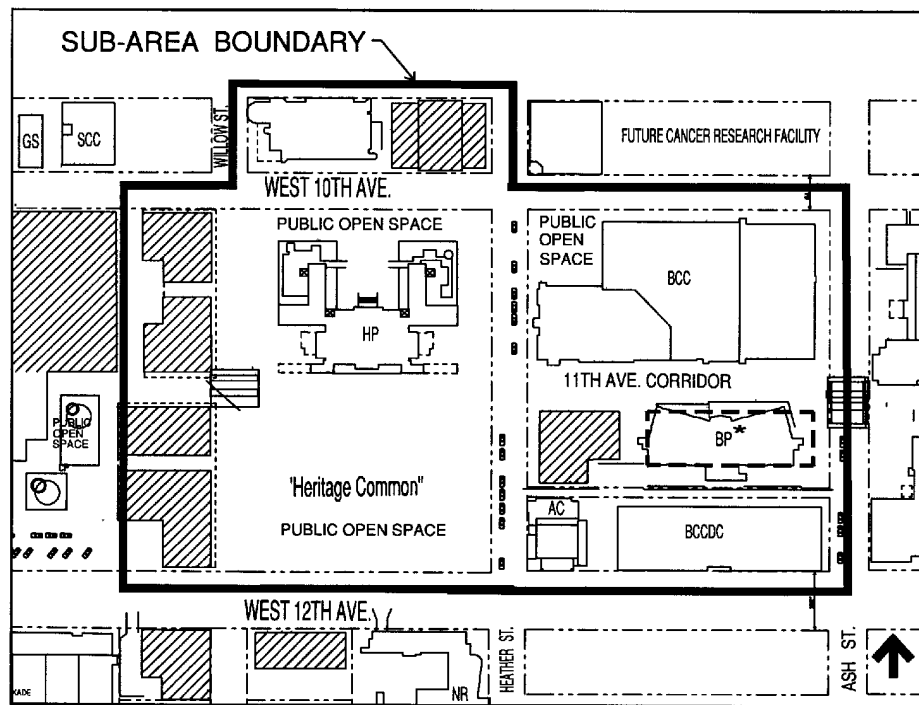 SUB-AREA BOUNDARY
GS
SCC
WILLOW ST.
FUTURE CANCER RESEARCH FACILITY
WEST 10TH AVE.
PUBLIC OPEN SPACE
PUBLIC
OPEN
SPACE
BCC
HP
11TH AVE. CORRIDOR
PUBLIC
OPEN
SPACE
BP*
"Heritage Common"
PUBLIC OPEN SPACE
AC
BCCDC
WEST 12TH AVE.
HEATHER ST.
ASH ST.
KADE
NR